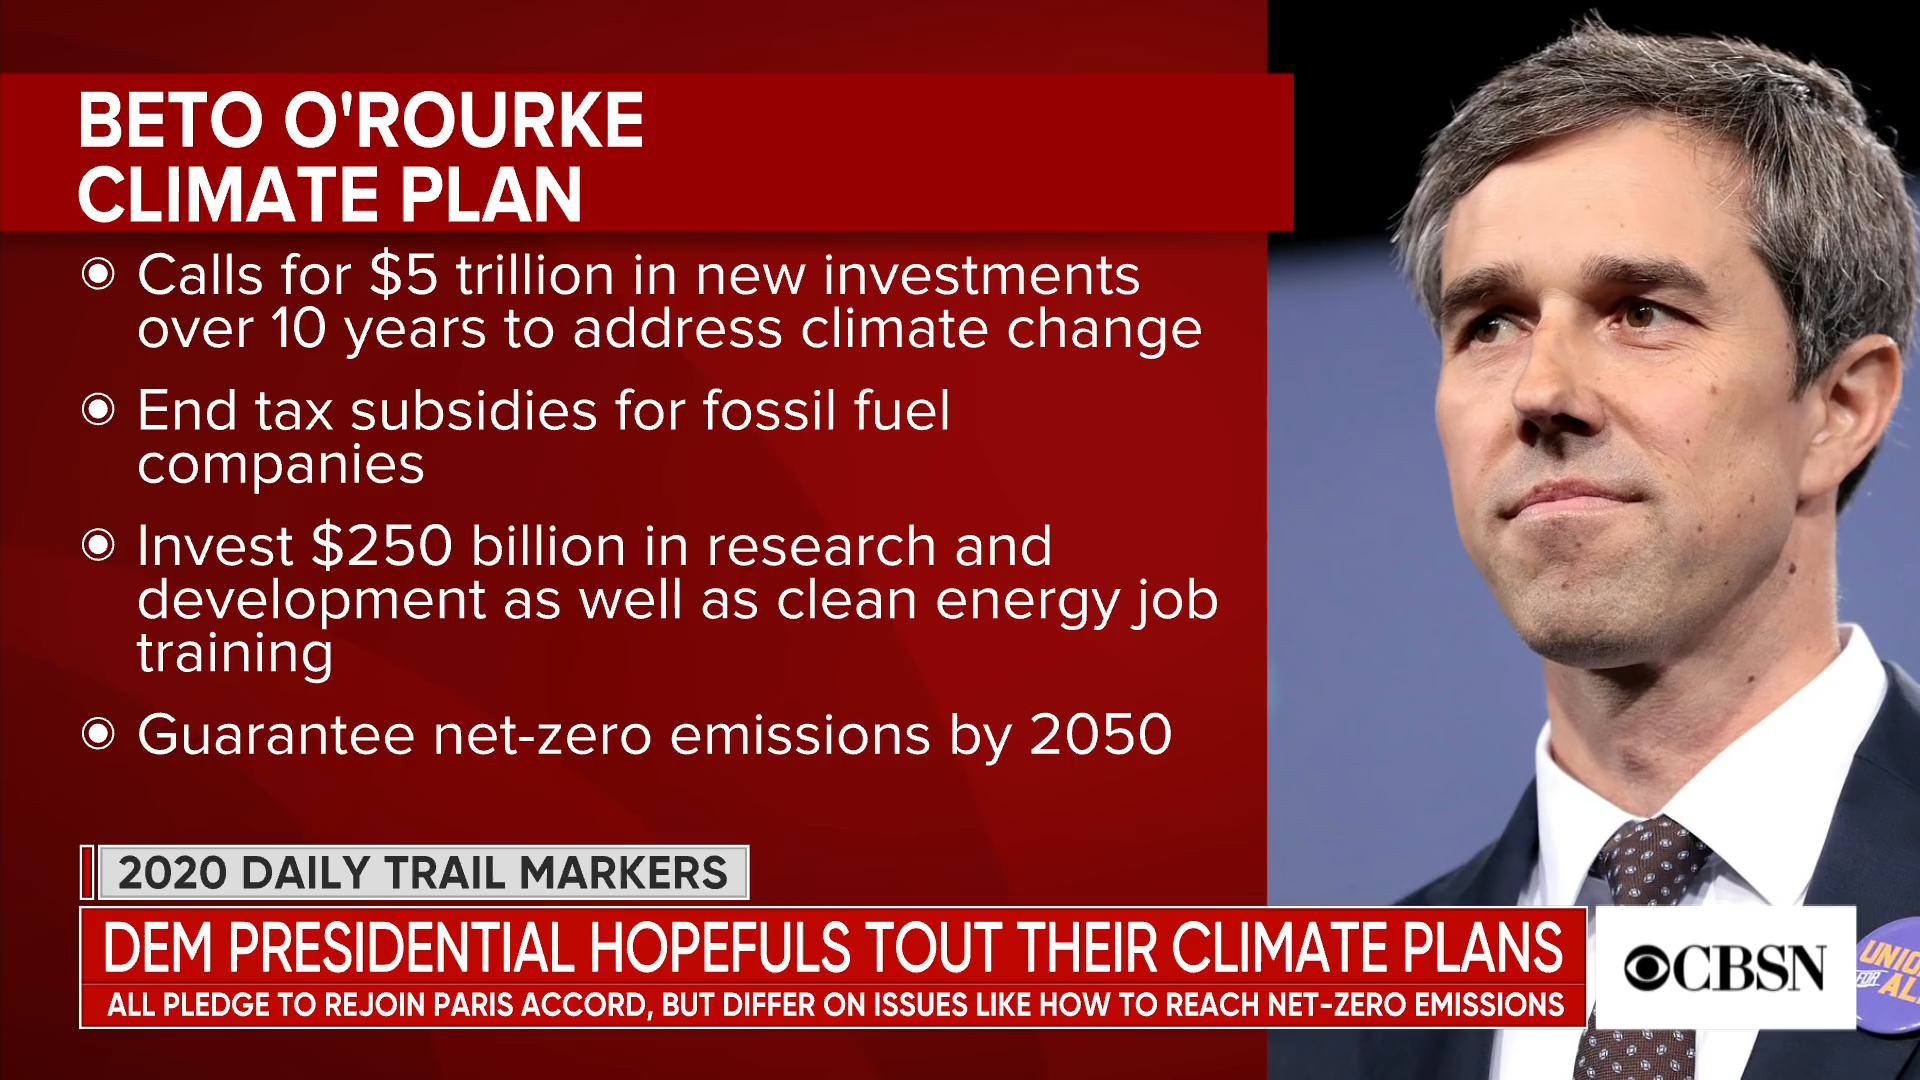 BETO O'ROURKE
CLIMATE PLAN
Calls for $5 trillion in new investments
over 10 years to address climate change
End tax subsidies for fossil fuel
companies
Invest $250 billion in research and
development as well as clean energy job
training
Guarantee net-zero emissions by 2050
2020 DAILY TRAIL MARKERS
DEM PRESIDENTIAL HOPEFULS TOUT THEIR CLIMATE PLANS
ALL PLEDGE TO REJOIN PARIS ACCORD, BUT DIFFER ON ISSUES LIKE HOW TO REACH NET-ZERO EMISSIONS
CBSN
FOR